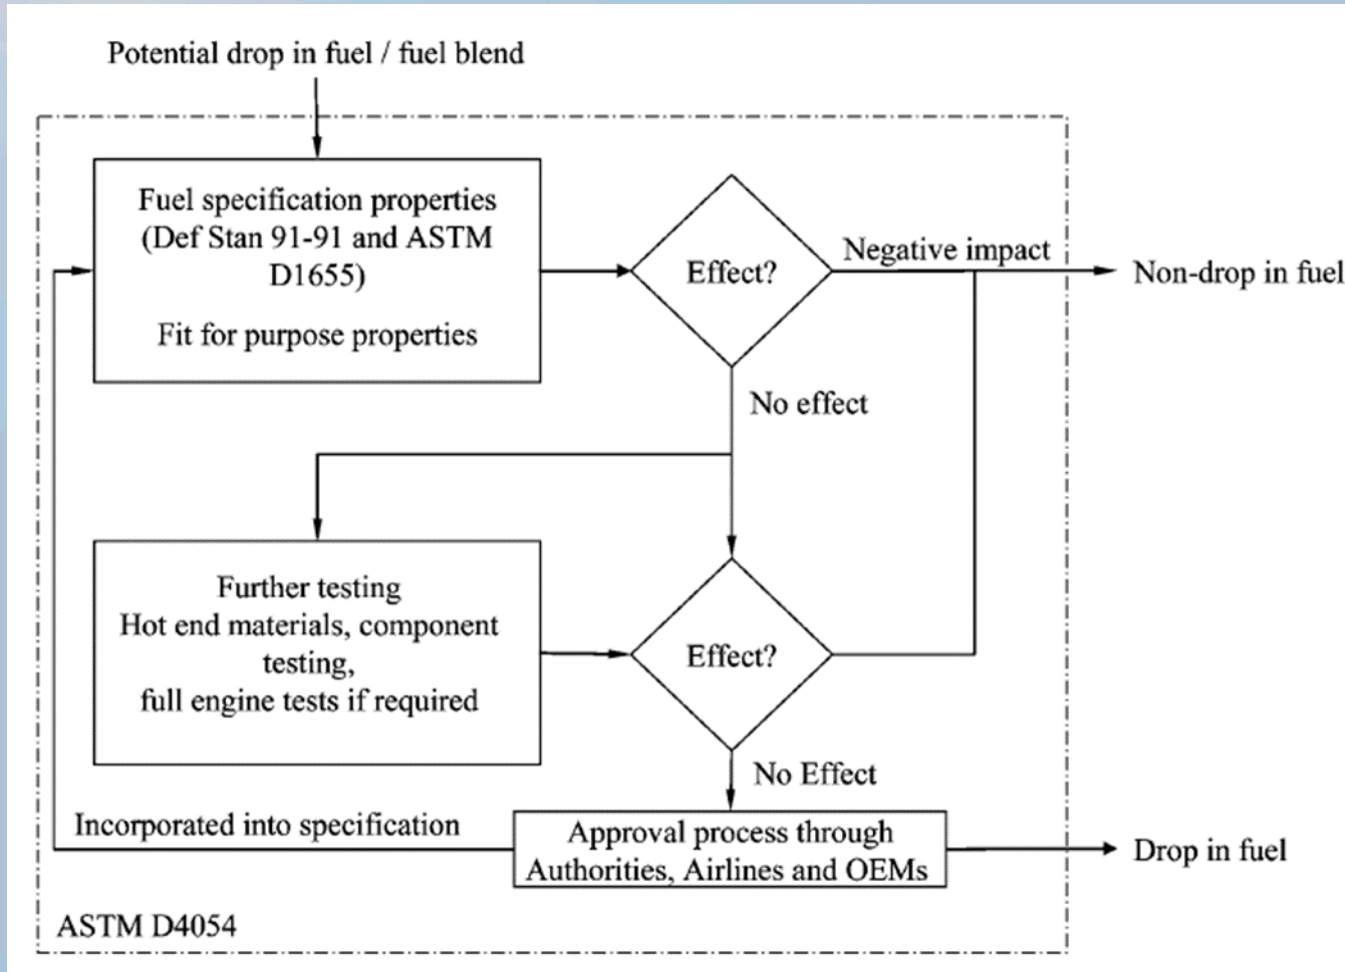 Potential drop in fuel / fuel blend
Fuel specification properties
(Def Stan 91-91 and ASTM
D1655)
Fit for purpose properties
Effect?
Negative impact
Non-drop in fuel
No effect
Further testing
Hot end materials, component
testing,
full engine tests if required
Effect?
No Effect
Incorporated into specification
Approval process through
Authorities, Airlines and OEMs
Drop in fuel
ASTM D4054